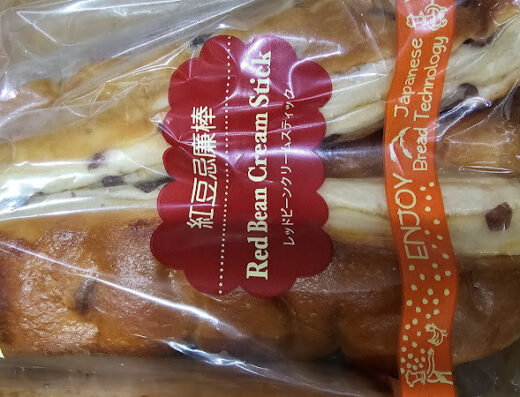 紅豆忌廉棒
Red Bean Cream Stick
レッドビーンクリームスティック
ENJOY
Japanese
Bread Technology